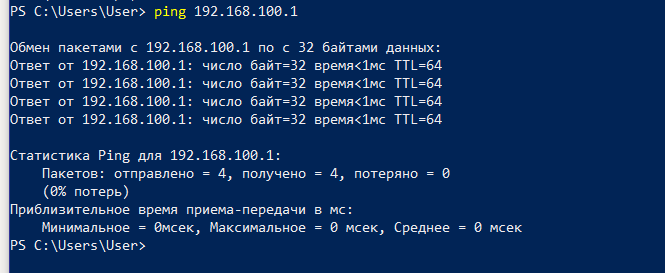 PS C:\Users\User> ping 192.168.100.1
Обмен пакетами с 192.168.100.1 по с 32 байтами данных:
Ответ от 192.168.100.1: число байт=32 время<1мс TTL=64
Ответ от 192.168.100.1: число байт=32 время<1мс TTL=64
Ответ от 192.168.100.1: число байт=32 время<1мс TTL=64
Ответ от 192.168.100.1: число байт=32 время<1мс TTL=64
Статистика Ping для 192.168.100.1:
Пакетов: отправлено = 4, получено = 4, потеряно = 0
(0% потерь)
Приблизительное время приема-передачи в мс:
Минимальное = 0мсек, Максимальное = 0 мсек, Среднее = 0 мсек
PS C:\Users\User>